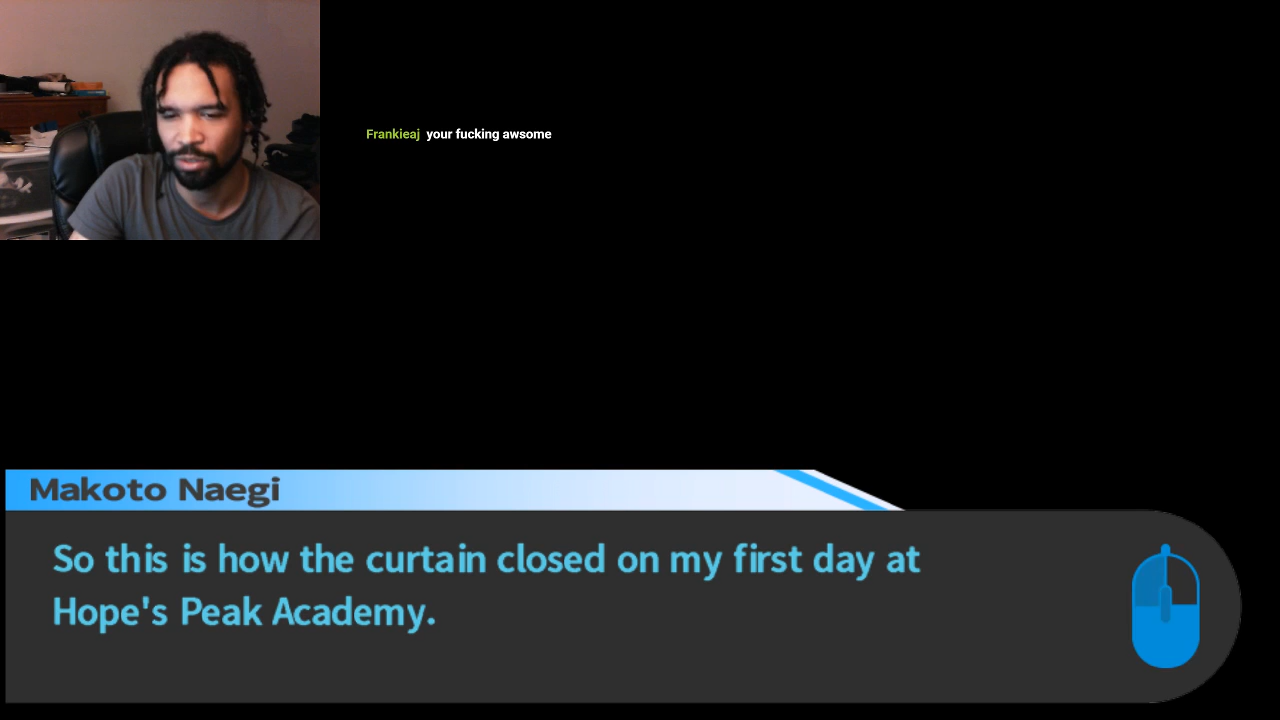 Frankieaj your fucking awsome
Makoto Naegi
So this is how the curtain closed on my first day at
Hope's Peak Academy.